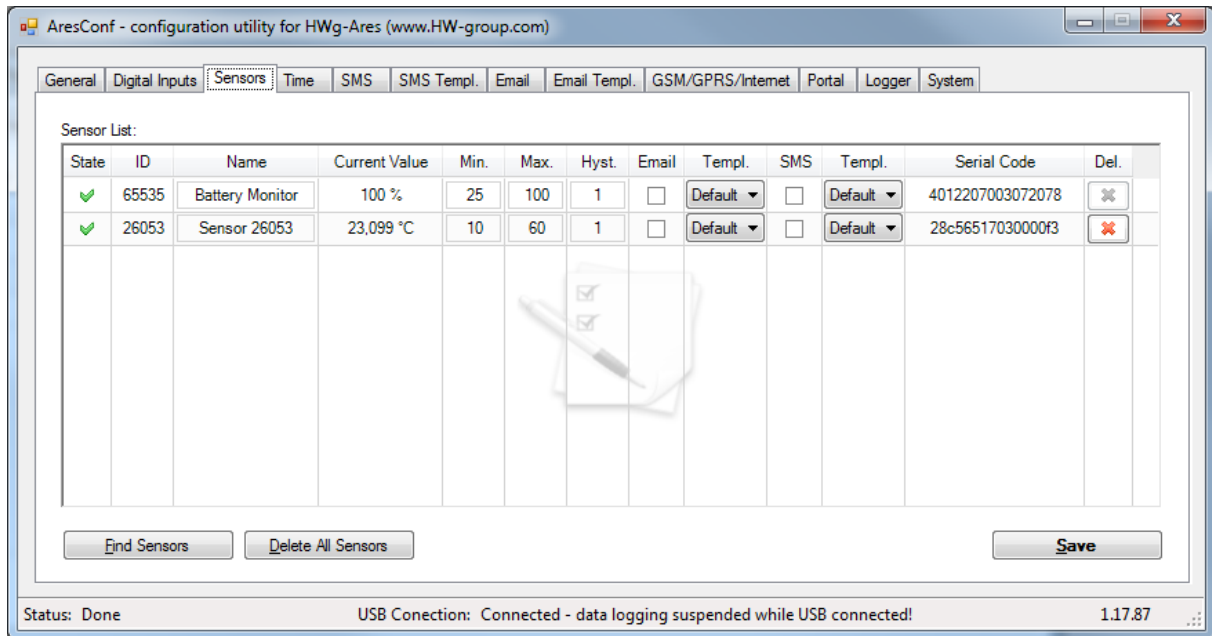 AresConf - configuration utility for HWg-Ares (www.HW-group.com)
General Digital Inputs Sensors Time SMS SMS Templ. Email Email Templ. GSM/GPRS/Internet Portal Logger System
Sensor List:
State ID Name Current Value Min. Max. Hyst. Email Templ. SMS Templ. Serial Code Del.
65535 Battery Monitor 100 % 25 100 1 Default Default 4012207003072078
26053 Sensor 26053 23,099 °C 10 60 1 Default Default 28c56517030000f3
Find Sensors Delete All Sensors Save
Status: Done USB Conection: Connected - data logging suspended while USB connected! 1.17.87